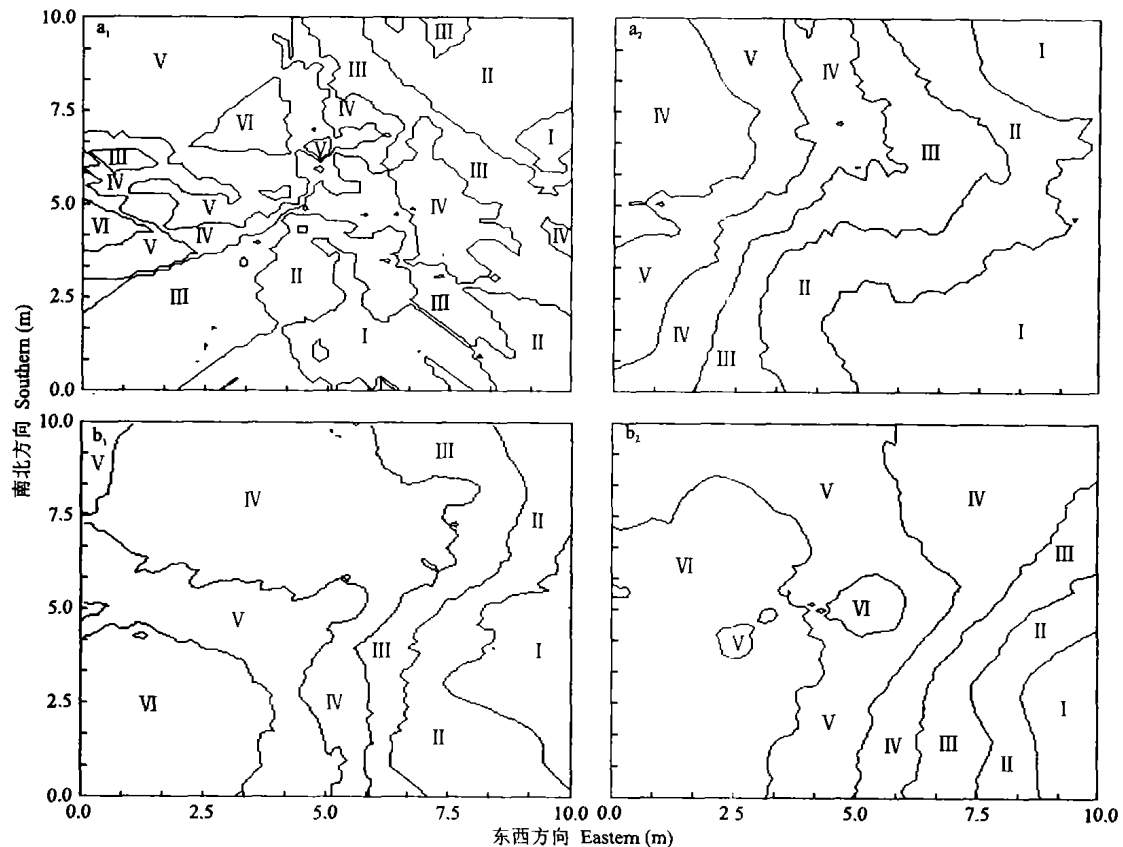 10.0 a₁ Ⅲ a₂ Ⅰ
Ⅴ Ⅲ Ⅱ Ⅴ Ⅳ
7.5 Ⅵ Ⅳ Ⅰ Ⅳ Ⅱ
Ⅲ Ⅴ Ⅲ Ⅲ
Ⅳ
5.0 Ⅴ Ⅳ
Ⅵ Ⅴ Ⅳ Ⅳ
Ⅱ Ⅴ
2.5 Ⅲ Ⅲ Ⅱ
Ⅰ Ⅱ Ⅳ Ⅲ Ⅰ
0.0
南北方向 Southern (m)
10.0 b₁ Ⅲ b₂
Ⅴ Ⅳ Ⅴ Ⅳ
7.5 Ⅱ Ⅲ
Ⅵ
5.0 Ⅴ Ⅵ Ⅱ
Ⅲ Ⅰ Ⅴ
2.5 Ⅵ Ⅳ Ⅰ
Ⅱ Ⅴ Ⅳ Ⅲ Ⅱ
0.0
0.0 2.5 5.0 7.5 10.0 0.0 2.5 5.0 7.5 10.0
东西方向 Eastern (m)